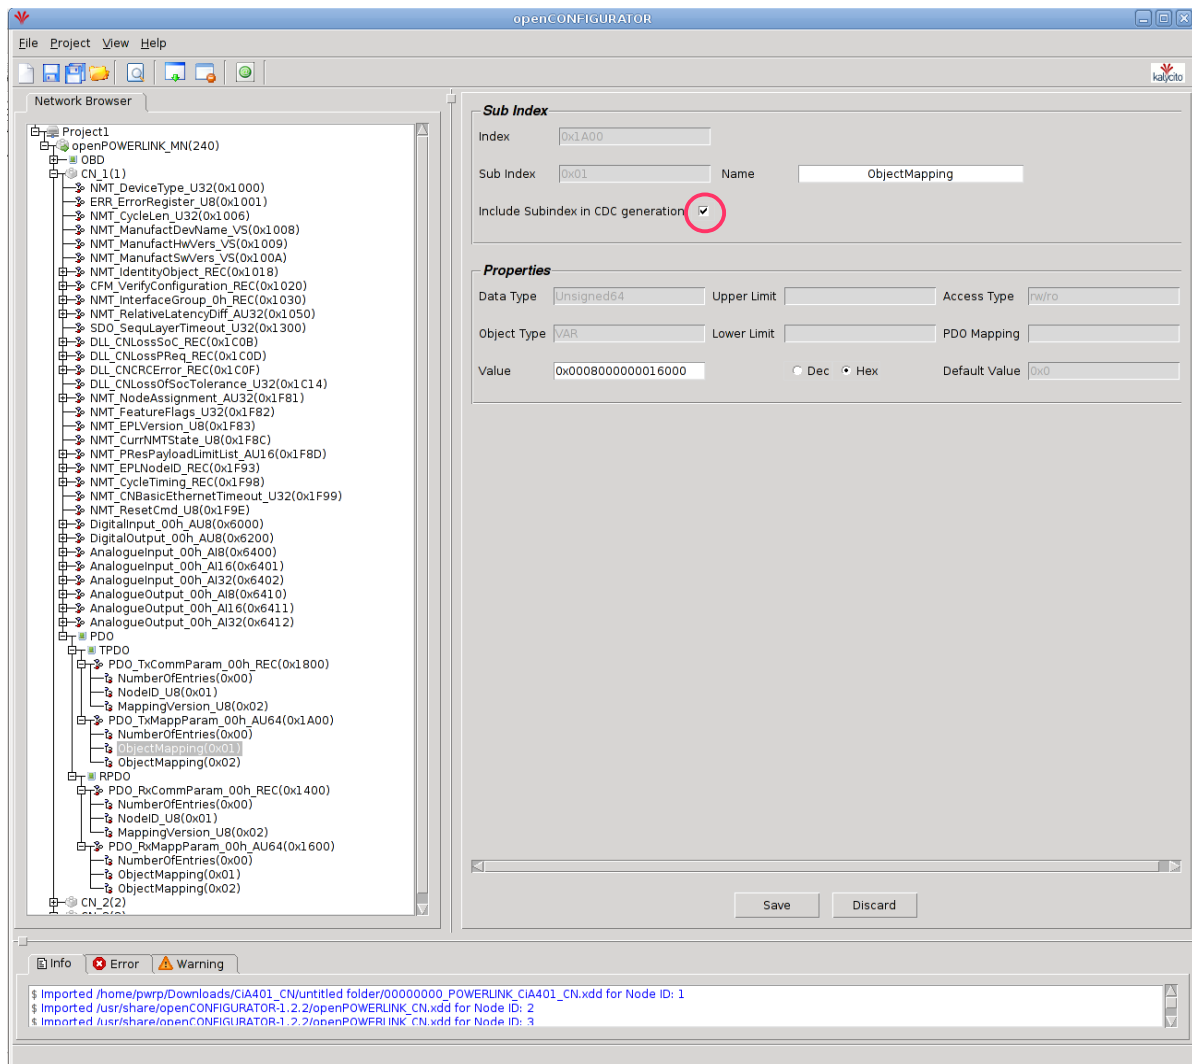 openCONFIGURATOR
File Project View Help
kalycito
Network Browser
Project1
openPOWERLINK_MN(240)
OBD
CN_1(1)
NMT_DeviceType_U32(0x1000)
ERR_ErrorRegister_U8(0x1001)
NMT_CycleLen_U32(0x1006)
NMT_ManufactDevName_VS(0x1008)
NMT_ManufactHwVers_VS(0x1009)
NMT_ManufactSwVers_VS(0x100A)
NMT_IdentityObject_REC(0x1018)
CFM_VerifyConfiguration_REC(0x1020)
NMT_InterfaceGroup_0h_REC(0x1030)
NMT_RelativeLatencyDiff_AU32(0x1050)
SDO_SequLayerTimeout_U32(0x1300)
DLL_CNLossSoC_REC(0x1C0B)
DLL_CNLossPReq_REC(0x1C0D)
DLL_CNCRCError_REC(0x1C0F)
DLL_CNLossOfSocTolerance_U32(0x1C14)
NMT_NodeAssignment_AU32(0x1F81)
NMT_FeatureFlags_U32(0x1F82)
NMT_EPLVersion_U8(0x1F83)
NMT_CurrNMTState_U8(0x1F8C)
NMT_PResPayloadLimitList_AU16(0x1F8D)
NMT_EPLNodeID_REC(0x1F93)
NMT_CycleTiming_REC(0x1F98)
NMT_CNBasicEthernetTimeout_U32(0x1F99)
NMT_ResetCmd_U8(0x1F9E)
DigitalInput_00h_AU8(0x6000)
DigitalOutput_00h_AU8(0x6200)
AnalogueInput_00h_AI8(0x6400)
AnalogueInput_00h_AI16(0x6401)
AnalogueInput_00h_AI32(0x6402)
AnalogueOutput_00h_AI8(0x6410)
AnalogueOutput_00h_AI16(0x6411)
AnalogueOutput_00h_AI32(0x6412)
PDO
TPDO
PDO_TxCommParam_00h_REC(0x1800)
NumberOfEntries(0x00)
NodeID_U8(0x01)
MappingVersion_U8(0x02)
PDO_TxMappParam_00h_AU64(0x1A00)
NumberOfEntries(0x00)
ObjectMapping(0x01)
ObjectMapping(0x02)
RPDO
PDO_RxCommParam_00h_REC(0x1400)
NumberOfEntries(0x00)
NodeID_U8(0x01)
MappingVersion_U8(0x02)
PDO_RxMappParam_00h_AU64(0x1600)
NumberOfEntries(0x00)
ObjectMapping(0x01)
ObjectMapping(0x02)
CN_2(2)
Sub Index
Index 0x1A00
Sub Index 0x01 Name ObjectMapping
Include Subindex in CDC generation
Properties
Data Type Unsigned64 Upper Limit Access Type rw/ro
Object Type VAR Lower Limit PDO Mapping
Value 0x0008000000016000 Dec Hex Default Value 0x0
Save Discard
Info Error Warning
$ Imported /home/pwrp/Downloads/CiA401_CN/untitled folder/00000000_POWERLINK_CiA401_CN.xdd for Node ID: 1
$ Imported /usr/share/openCONFIGURATOR-1.2.2/openPOWERLINK_CN.xdd for Node ID: 2
$ Imported /usr/share/openCONFIGURATOR-1.2.2/openPOWERLINK_CN.xdd for Node ID: 3